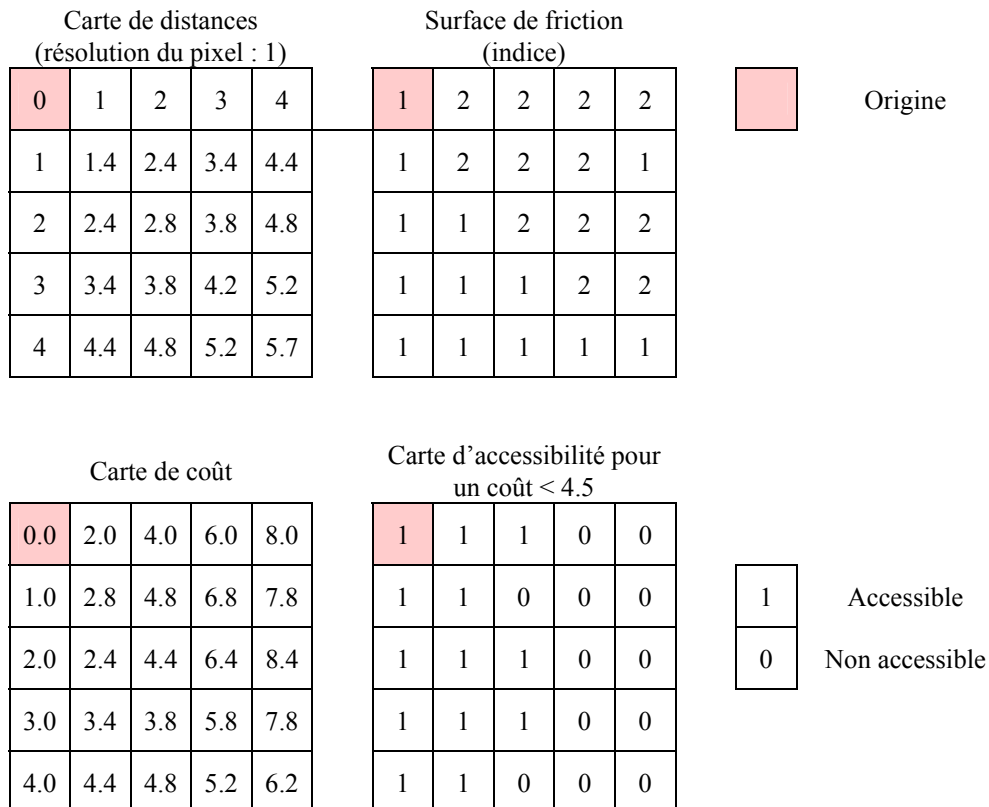 Carte de distances
(résolution du pixel : 1)
Surface de friction
(indice)
0 1 2 3 4
1 2 2 2 2
Origine
1 1.4 2.4 3.4 4.4
1 2 2 2 1
2 2.4 2.8 3.8 4.8
1 1 2 2 2
3 3.4 3.8 4.2 5.2
1 1 1 2 2
4 4.4 4.8 5.2 5.7
1 1 1 1 1
Carte de coût
Carte d’accessibilité pour
un coût < 4.5
0.0 2.0 4.0 6.0 8.0
1 1 1 0 0
1.0 2.8 4.8 6.8 7.8
1 1 0 0 0
1 Accessible
2.0 2.4 4.4 6.4 8.4
1 1 1 0 0
0 Non accessible
3.0 3.4 3.8 5.8 7.8
1 1 1 0 0
4.0 4.4 4.8 5.2 6.2
1 1 0 0 0